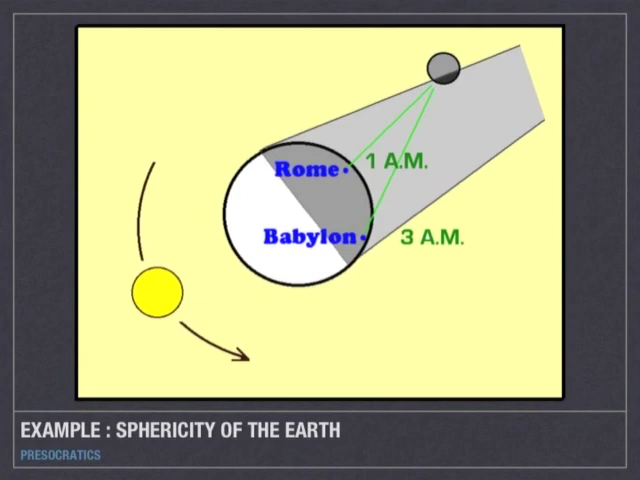 Rome
1 A.M.
Babylon
3 A.M.
EXAMPLE : SPHERICITY OF THE EARTH
PRESOCRATICS